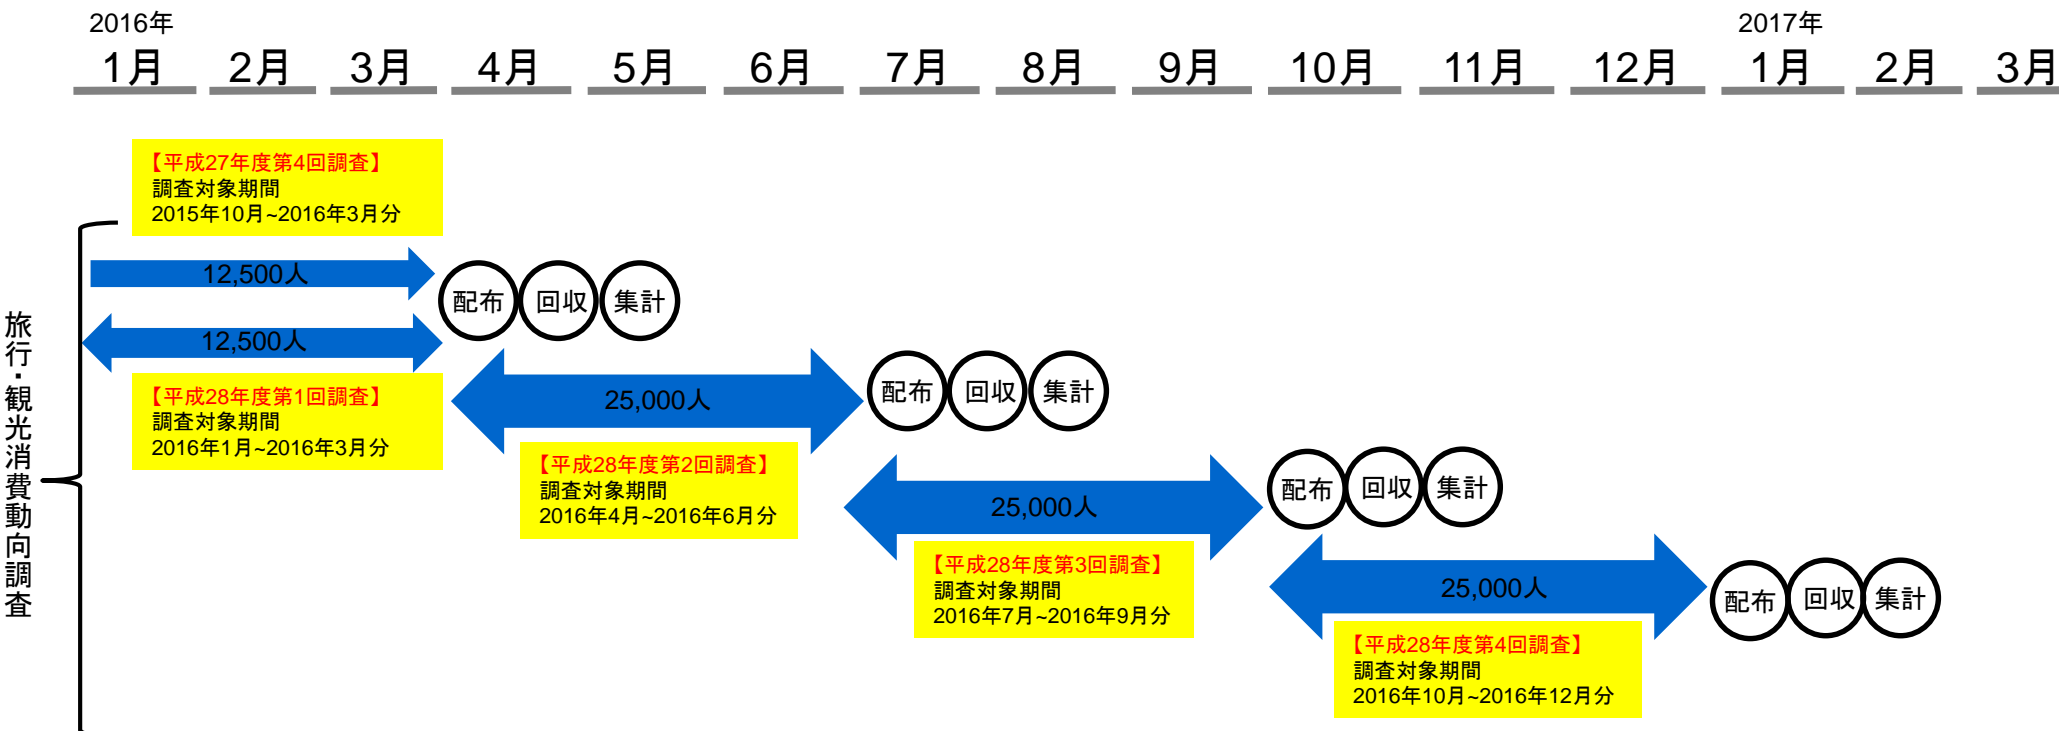 2016年
2017年
1月 2月 3月 4月 5月 6月 7月 8月 9月 10月 11月 12月 1月 2月 3月
旅行・観光消費動向調査
【平成27年度第4回調査】
調査対象期間
2015年10月~2016年3月分
12,500人
配布 回収 集計
12,500人
【平成28年度第1回調査】
調査対象期間
2016年1月~2016年3月分
25,000人
配布 回収 集計
【平成28年度第2回調査】
調査対象期間
2016年4月~2016年6月分
25,000人
配布 回収 集計
【平成28年度第3回調査】
調査対象期間
2016年7月~2016年9月分
25,000人
配布 回収 集計
【平成28年度第4回調査】
調査対象期間
2016年10月~2016年12月分